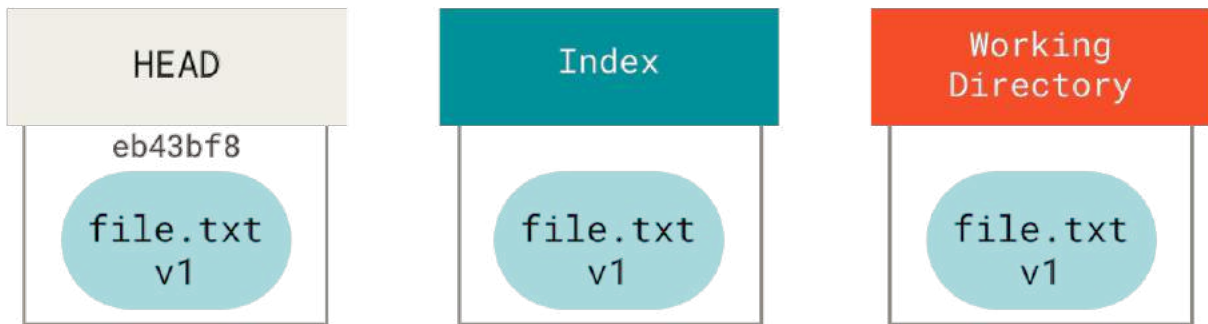 HEAD
eb43bf8
file.txt
v1
Index
file.txt
v1
Working
Directory
file.txt
v1